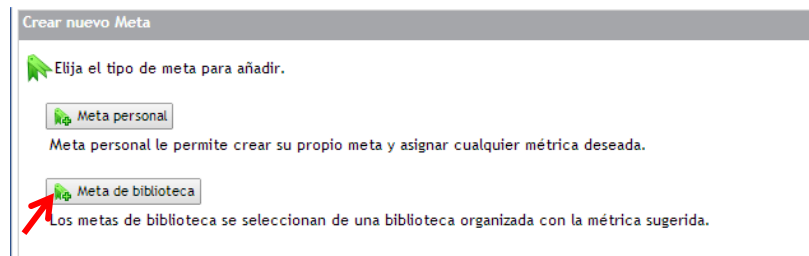 Crear nuevo Meta
Elija el tipo de meta para añadir.
Meta personal
Meta personal le permite crear su propio meta y asignar cualquier métrica deseada.
Meta de biblioteca
Los metas de biblioteca se seleccionan de una biblioteca organizada con la métrica sugerida.